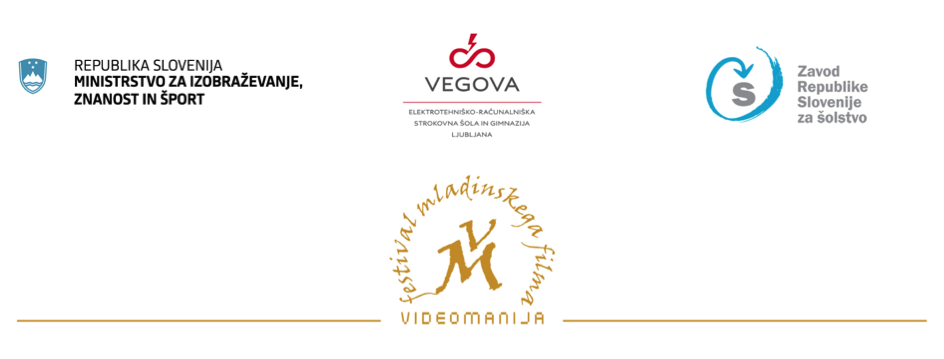 REPUBLIKA SLOVENIJA
MINISTRSTVO ZA IZOBRAŽEVANJE,
ZNANOST IN ŠPORT
VEGOVA
ELEKTROTEHNIŠKO-RAČUNALNIŠKA
STROKOVNA ŠOLA IN GIMNAZIJA
LJUBLJANA
S
Zavod
Republike
Slovenije
za šolstvo
festival mladinskega filma
VM
VIDEOMANIJA